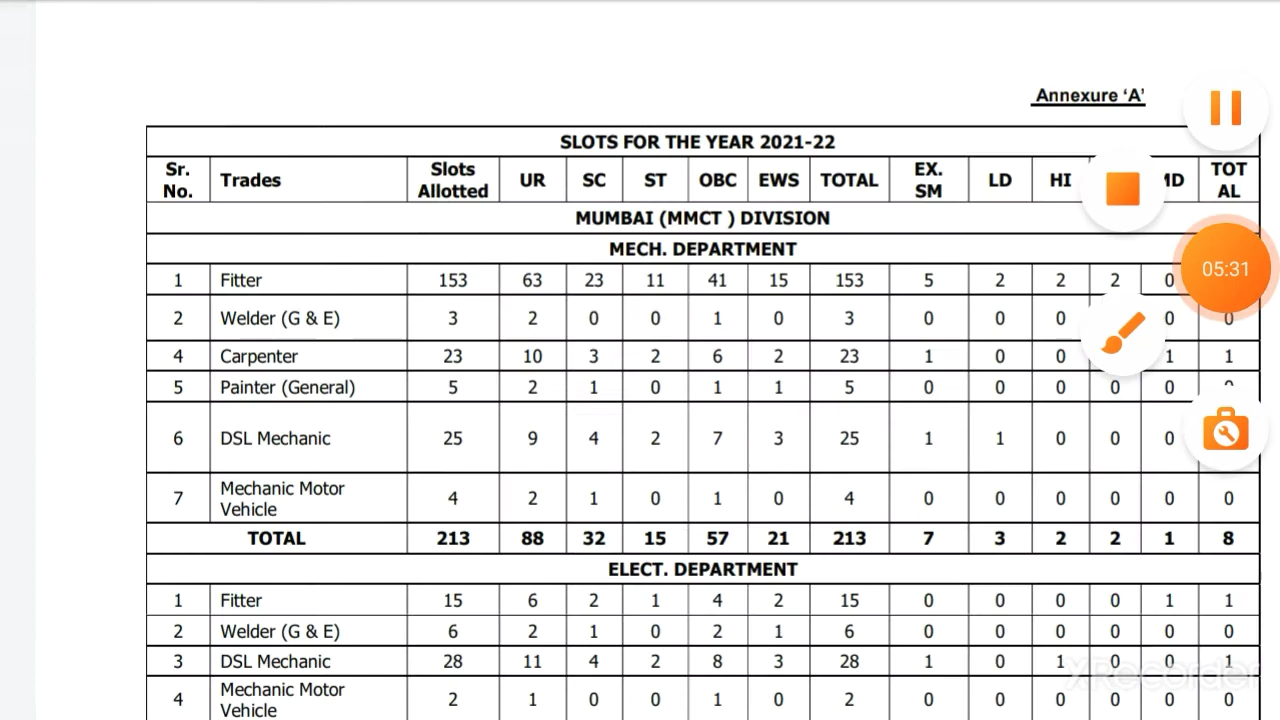 Annexure ‘A’
SLOTS FOR THE YEAR 2021-22
Sr. No. Trades Slots Allotted UR SC ST OBC EWS TOTAL EX. SM LD HI MD TOT AL
MUMBAI (MMCT ) DIVISION
MECH. DEPARTMENT
1 Fitter 153 63 23 11 41 15 153 5 2 2 2 0
05:31
2 Welder (G & E) 3 2 0 0 1 0 3 0 0 0 0 0
4 Carpenter 23 10 3 2 6 2 23 1 0 0 1 1
5 Painter (General) 5 2 1 0 1 1 5 0 0 0 0 0
6 DSL Mechanic 25 9 4 2 7 3 25 1 1 0 0 0
7 Mechanic Motor Vehicle 4 2 1 0 1 0 4 0 0 0 0 0 0
TOTAL 213 88 32 15 57 21 213 7 3 2 2 1 8
ELECT. DEPARTMENT
1 Fitter 15 6 2 1 4 2 15 0 0 0 0 1 1
2 Welder (G & E) 6 2 1 0 2 1 6 0 0 0 0 0 0
3 DSL Mechanic 28 11 4 2 8 3 28 1 0 1 0 0 1
XRecorder
4 Mechanic Motor Vehicle 2 1 0 0 1 0 2 0 0 0 0 0 0